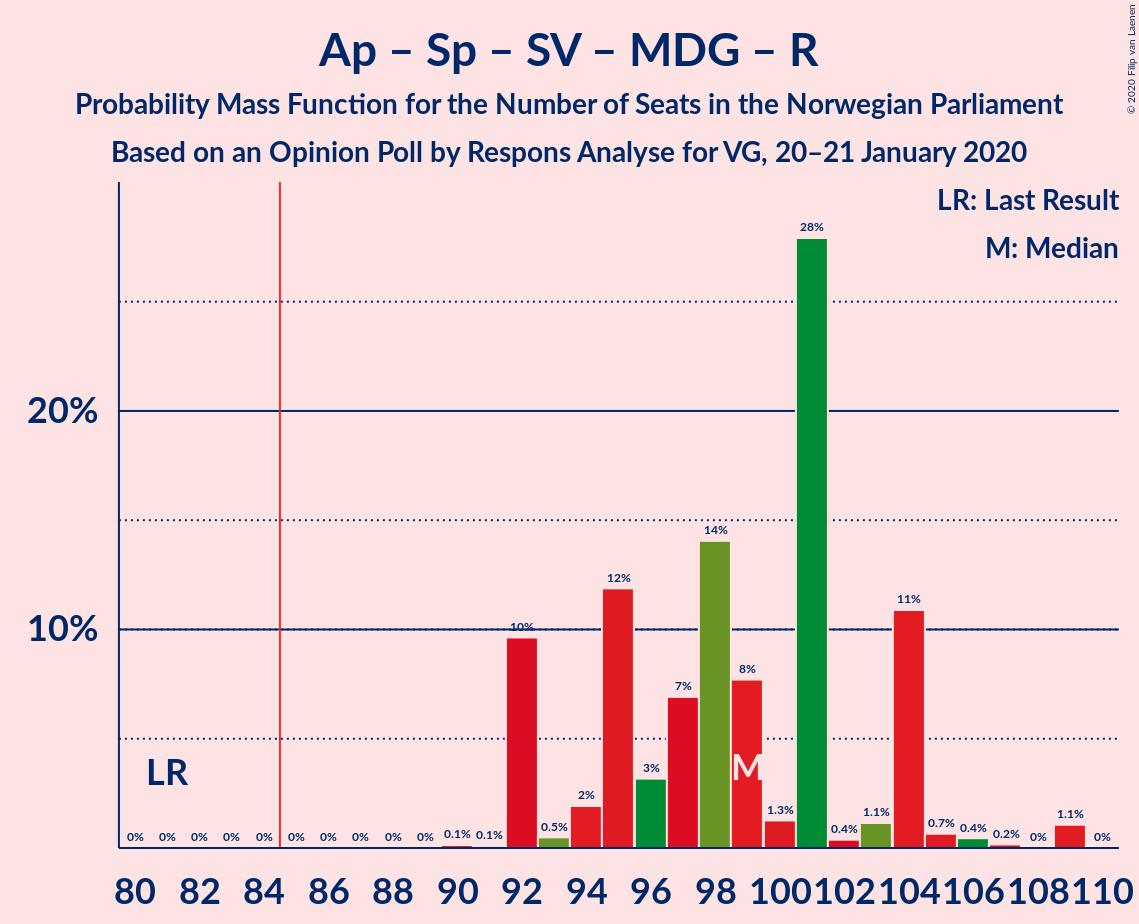 Ap – Sp – SV – MDG – R
Probability Mass Function for the Number of Seats in the Norwegian Parliament
Based on an Opinion Poll by Respons Analyse for VG, 20–21 January 2020
© 2020 Filip van Laenen
LR: Last Result
M: Median
20%
10%
LR
M
0% 0% 0% 0% 0% 0% 0% 0% 0% 0% 0.1% 0.1% 10% 0.5% 2% 12% 3% 7% 14% 8% 1.3% 28% 0.4% 1.1% 11% 0.7% 0.4% 0.2% 0% 1.1% 0%
80 82 84 86 88 90 92 94 96 98 100 102 104 106 108 110